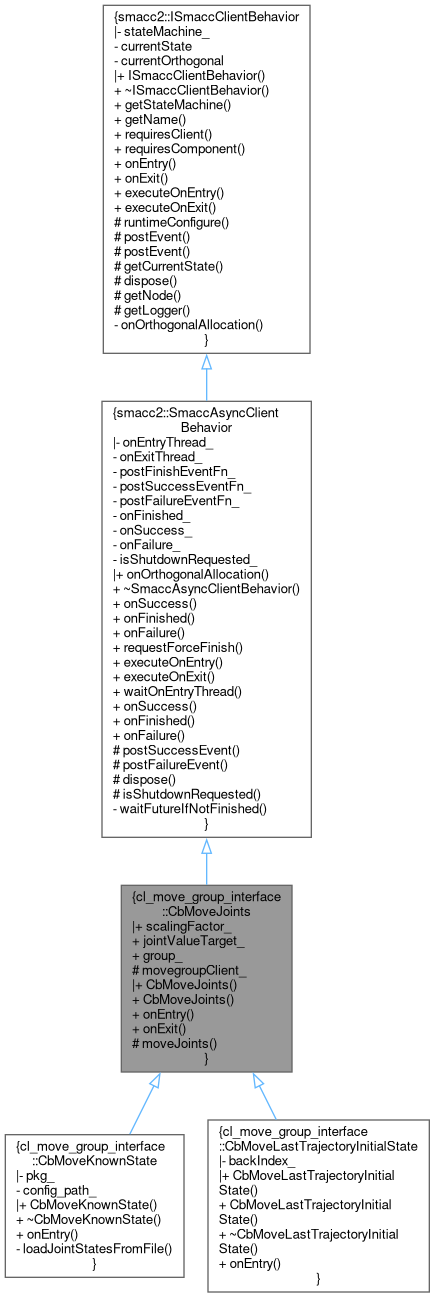 {smacc2::ISmaccClientBehavior
|- stateMachine_
- currentState
- currentOrthogonal
|+ ISmaccClientBehavior()
+ ~ISmaccClientBehavior()
+ getStateMachine()
+ getName()
+ requiresClient()
+ requiresComponent()
+ onEntry()
+ onExit()
+ executeOnEntry()
+ executeOnExit()
# runtimeConfigure()
# postEvent()
# postEvent()
# getCurrentState()
# dispose()
# getNode()
# getLogger()
- onOrthogonalAllocation()
}
{smacc2::SmaccAsyncClient
Behavior
|- onEntryThread_
- onExitThread_
- postFinishEventFn_
- postSuccessEventFn_
- postFailureEventFn_
- onFinished_
- onSuccess_
- onFailure_
- isShutdownRequested_
|+ onOrthogonalAllocation()
+ ~SmaccAsyncClientBehavior()
+ onSuccess()
+ onFinished()
+ onFailure()
+ requestForceFinish()
+ executeOnEntry()
+ executeOnExit()
+ waitOnEntryThread()
+ onSuccess()
+ onFinished()
+ onFailure()
# postSuccessEvent()
# postFailureEvent()
# dispose()
# isShutdownRequested()
- waitFutureIfNotFinished()
}
{cl_move_group_interface
::CbMoveJoints
|+ scalingFactor_
+ jointValueTarget_
+ group_
# movegroupClient_
|+ CbMoveJoints()
+ CbMoveJoints()
+ onEntry()
+ onExit()
# moveJoints()
}
{cl_move_group_interface
::CbMoveKnownState
|- pkg_
- config_path_
|+ CbMoveKnownState()
+ ~CbMoveKnownState()
+ onEntry()
- loadJointStatesFromFile()
}
{cl_move_group_interface
::CbMoveLastTrajectoryInitialState
|- backIndex_
|+ CbMoveLastTrajectoryInitial
State()
+ CbMoveLastTrajectoryInitial
State()
+ ~CbMoveLastTrajectoryInitial
State()
+ onEntry()
}